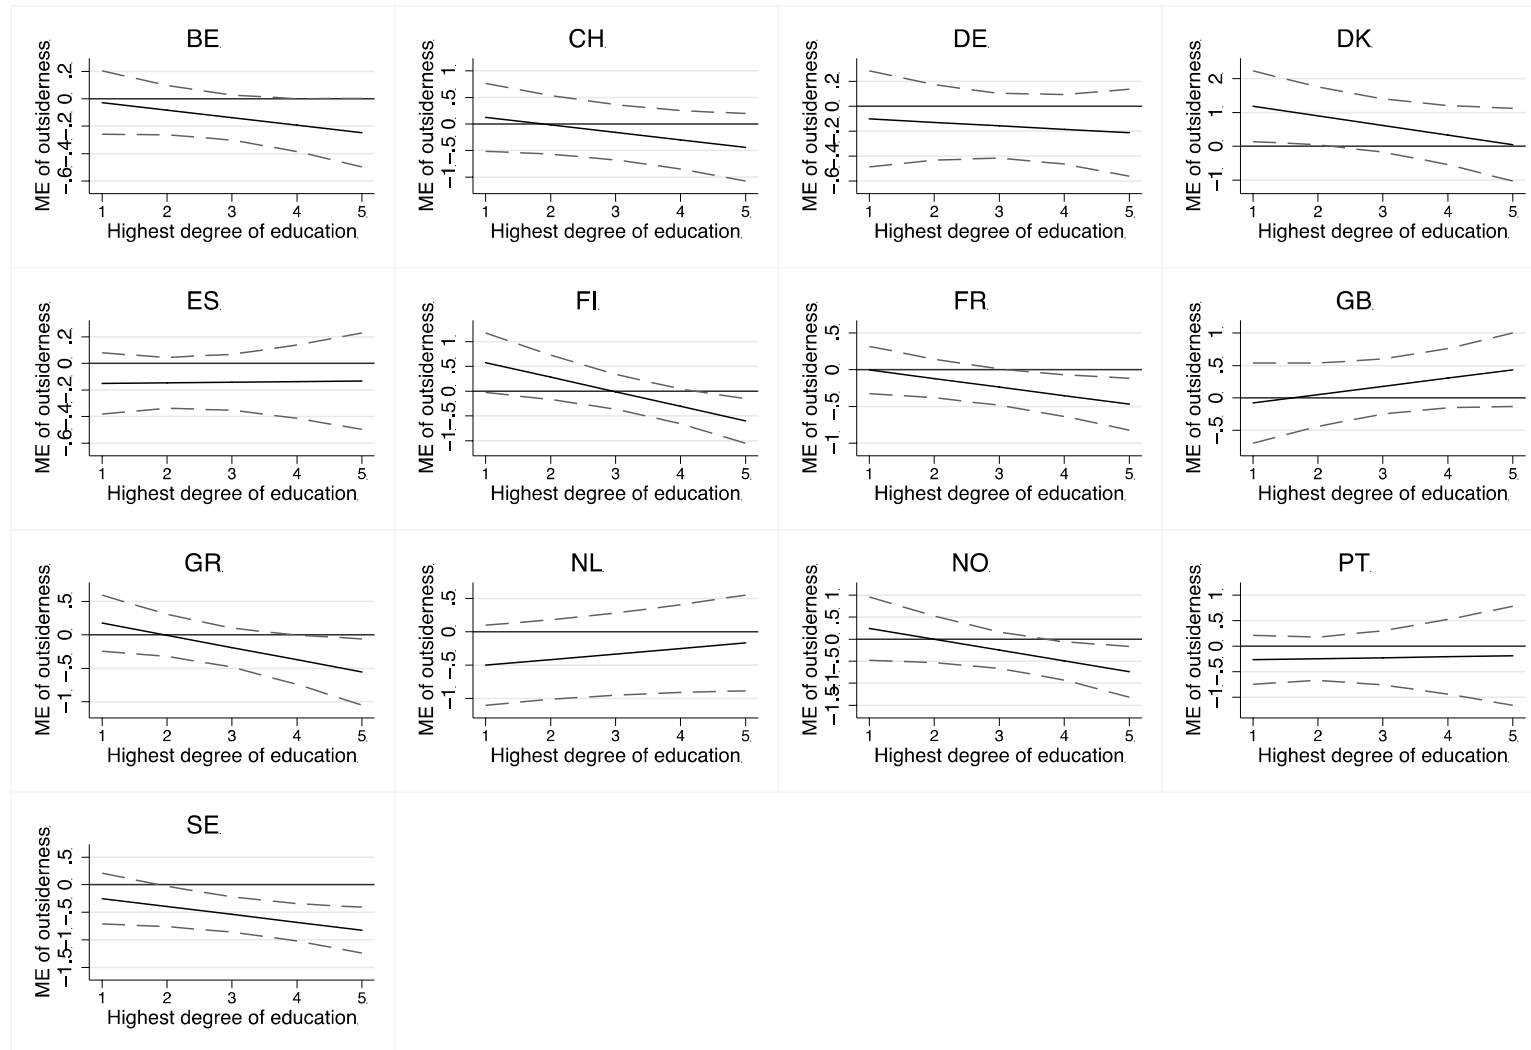 BE
ME of outsiderness
−.6 −.4 −.2 0 .2
1 2 3 4 5
Highest degree of education
CH
ME of outsiderness
−1 −.5 0 .5 1
1 2 3 4 5
Highest degree of education
DE
ME of outsiderness
−.6 −.4 −.2 0 .2
1 2 3 4 5
Highest degree of education
DK
ME of outsiderness
−1 0 1 2
1 2 3 4 5
Highest degree of education
ES
ME of outsiderness
−.6 −.4 −.2 0 .2
1 2 3 4 5
Highest degree of education
FI
ME of outsiderness
−1 −.5 0 .5 1
1 2 3 4 5
Highest degree of education
FR
ME of outsiderness
−1 −.5 0 .5
1 2 3 4 5
Highest degree of education
GB
ME of outsiderness
−.5 0 .5 1
1 2 3 4 5
Highest degree of education
GR
ME of outsiderness
−1 −.5 0 .5
1 2 3 4 5
Highest degree of education
NL
ME of outsiderness
−1 −.5 0 .5
1 2 3 4 5
Highest degree of education
NO
ME of outsiderness
−1.5 −1 −.5 0 .5 1
1 2 3 4 5
Highest degree of education
PT
ME of outsiderness
−1 −.5 0 .5 1
1 2 3 4 5
Highest degree of education
SE
ME of outsiderness
−1.5 −1 −.5 0 .5
1 2 3 4 5
Highest degree of education